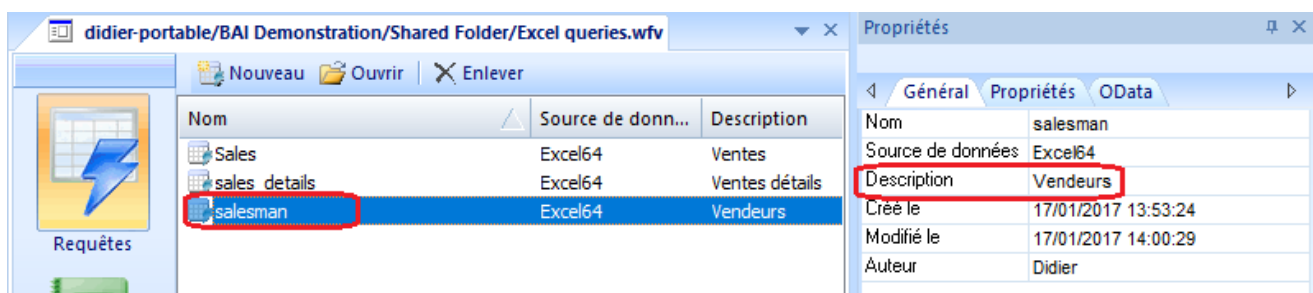 didier-portable/BAI Demonstration/Shared Folder/Excel queries.wfv
Nouveau Ouvrir Enlever
Nom Source de donn... Description
Sales Excel64 Ventes
sales_details Excel64 Ventes détails
salesman Excel64 Vendeurs
Requêtes
Propriétés
Général Propriétés OData
Nom salesman
Source de données Excel64
Description Vendeurs
Créé le 17/01/2017 13:53:24
Modifié le 17/01/2017 14:00:29
Auteur Didier